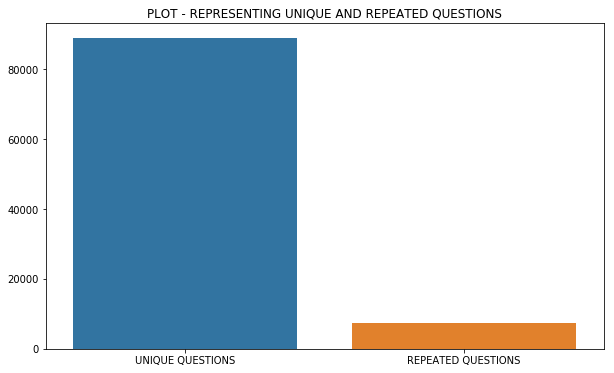 PLOT - REPRESENTING UNIQUE AND REPEATED QUESTIONS
80000
60000
40000
20000
0
UNIQUE QUESTIONS REPEATED QUESTIONS